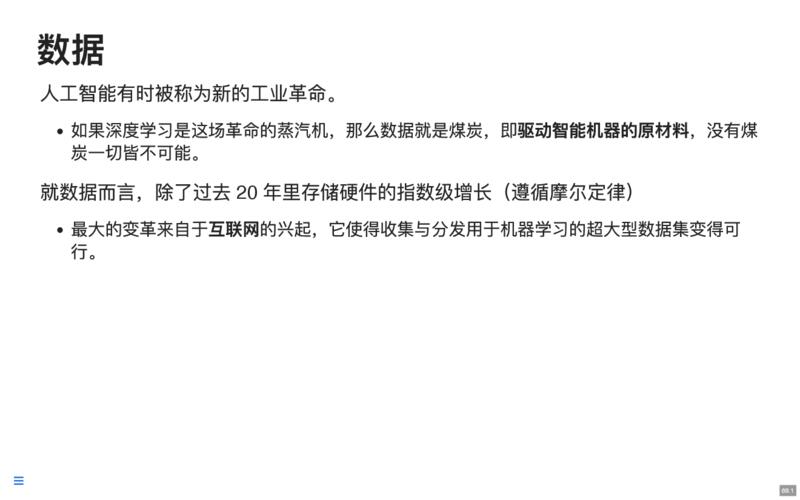 数据
人工智能有时被称为新的工业革命。
• 如果深度学习是这场革命的蒸汽机，那么数据就是煤炭，即驱动智能机器的原材料，没有煤
炭一切皆不可能。
就数据而言，除了过去 20 年里存储硬件的指数级增长（遵循摩尔定律）
• 最大的变革来自于互联网的兴起，它使得收集与分发用于机器学习的超大型数据集变得可
行。
69.1